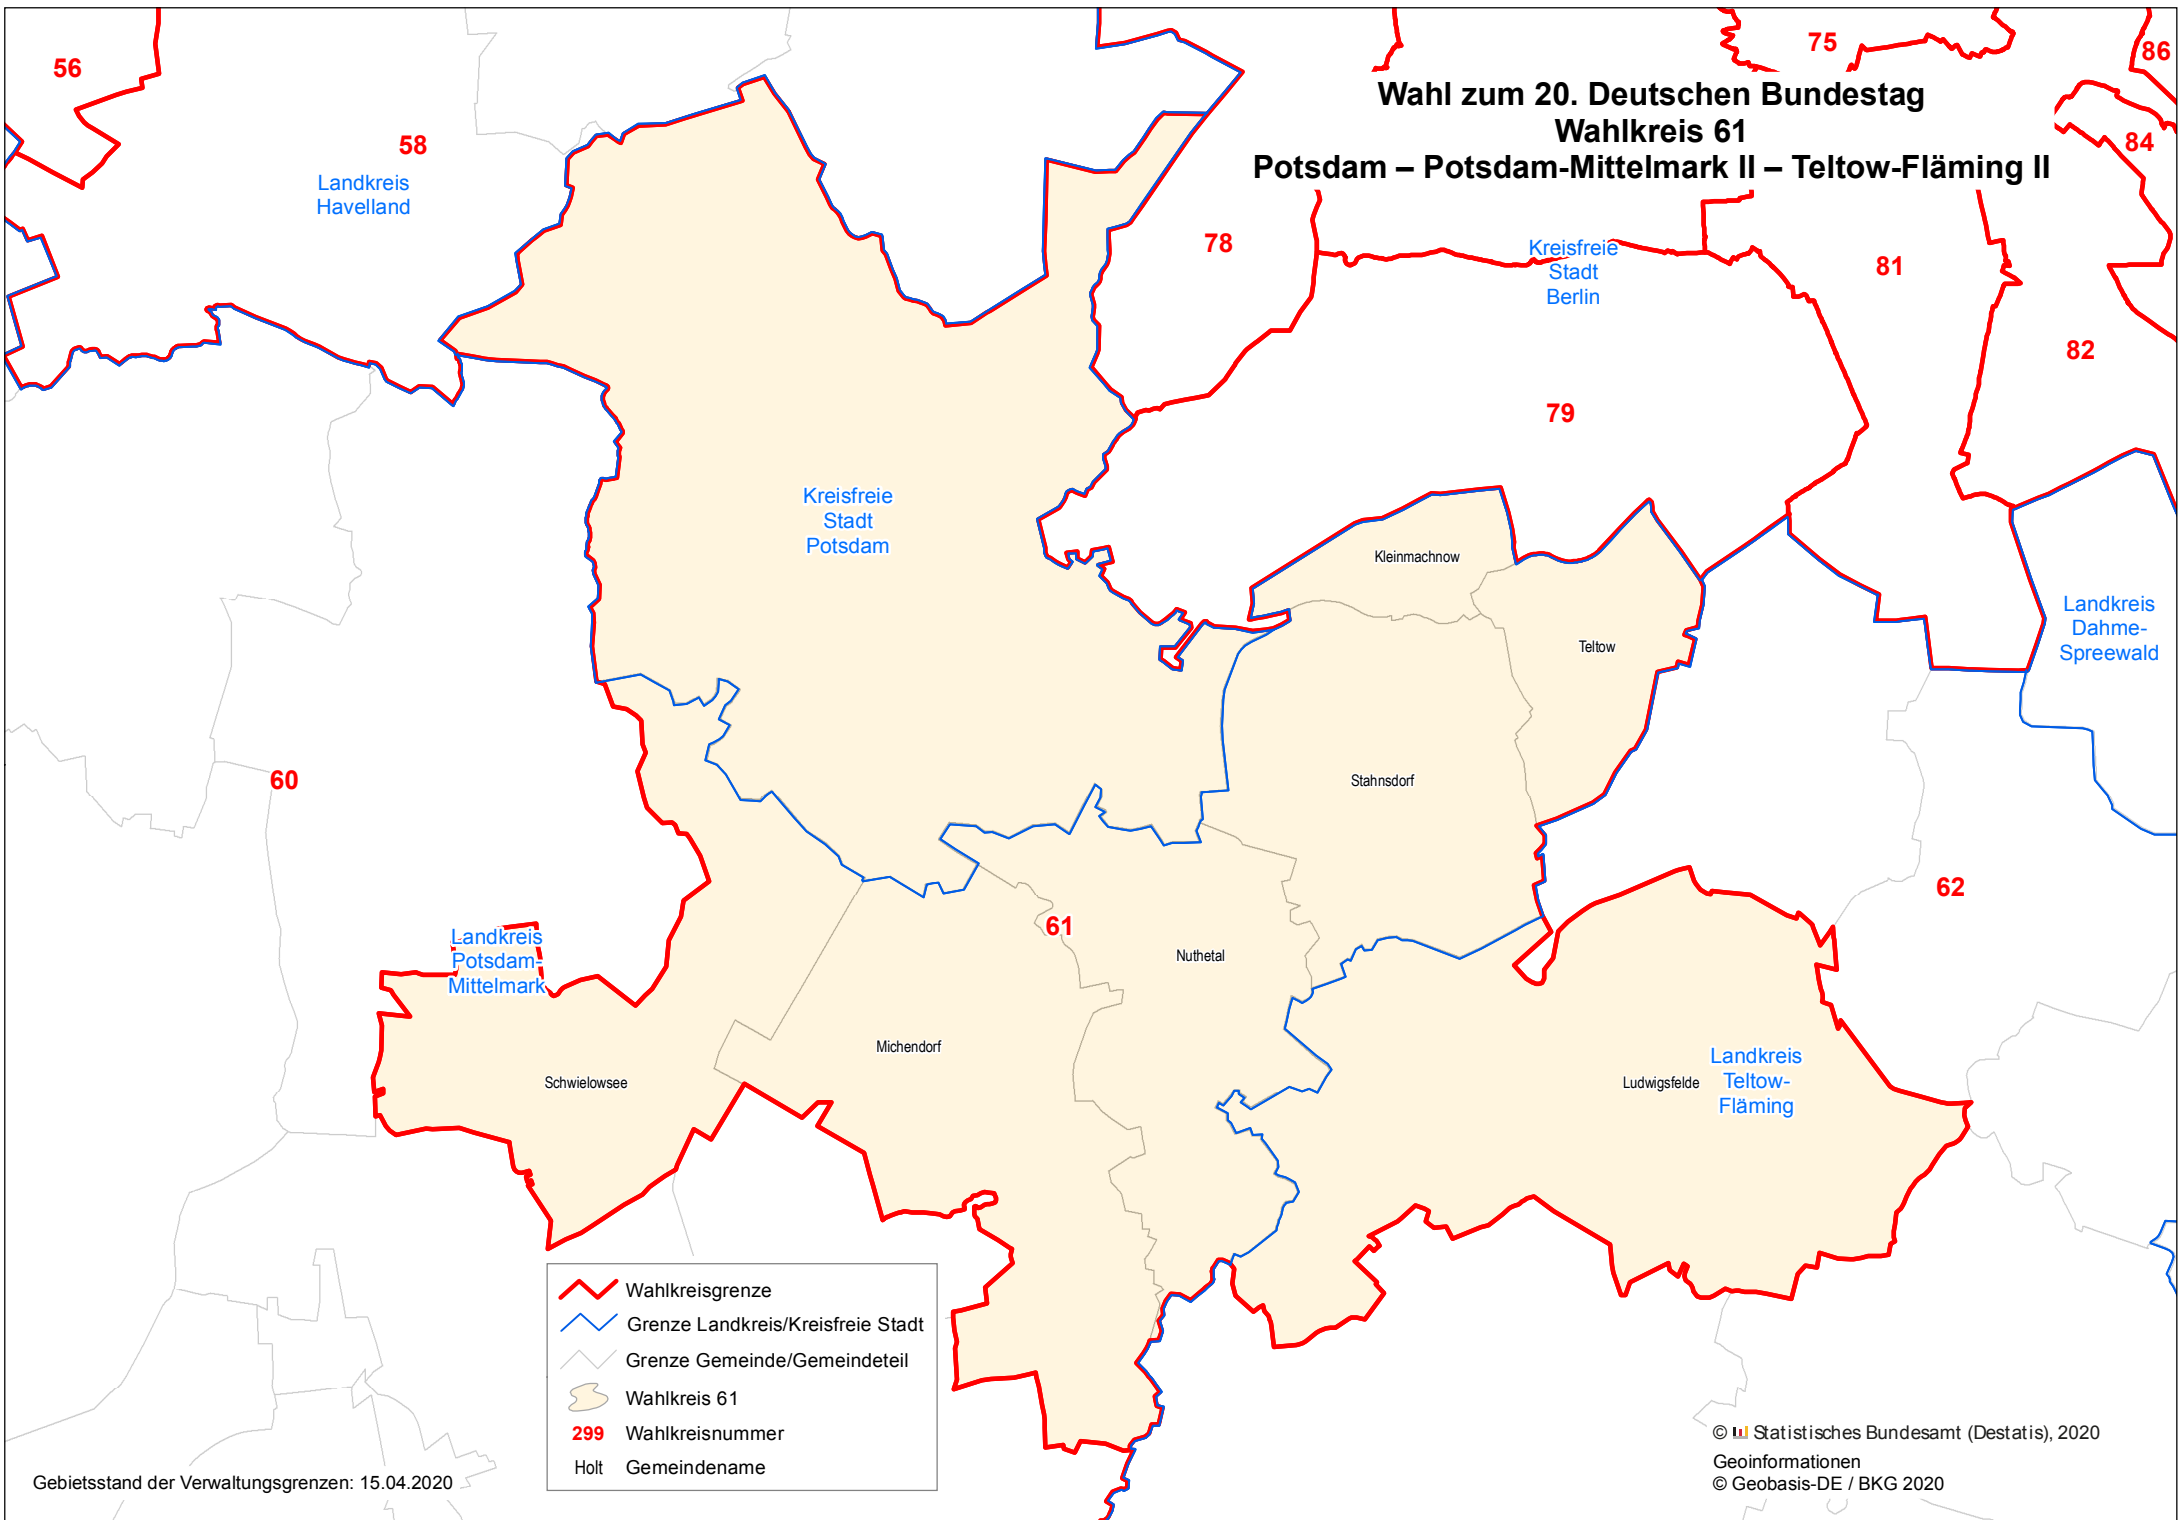 56
75
86
Wahl zum 20. Deutschen Bundestag
Wahlkreis 61
Potsdam – Potsdam-Mittelmark II – Teltow-Fläming II
58
84
Landkreis
Havelland
78
Kreisfreie
Stadt
Berlin
81
82
79
Kreisfreie
Stadt
Potsdam
Kleinmachnow
Teltow
Landkreis
Dahme-
Spreewald
60
Stahnsdorf
62
Landkreis
Potsdam-
Mittelmark
61
Nuthetal
Michendorf
Schwielowsee
Ludwigsfelde
Landkreis
Teltow-
Fläming
Wahlkreisgrenze
Grenze Landkreis/Kreisfreie Stadt
Grenze Gemeinde/Gemeindeteil
Wahlkreis 61
299 Wahlkreisnummer
Holt Gemeindename
Gebietsstand der Verwaltungsgrenzen: 15.04.2020
© Statistisches Bundesamt (Destatis), 2020
Geoinformationen
© Geobasis-DE / BKG 2020